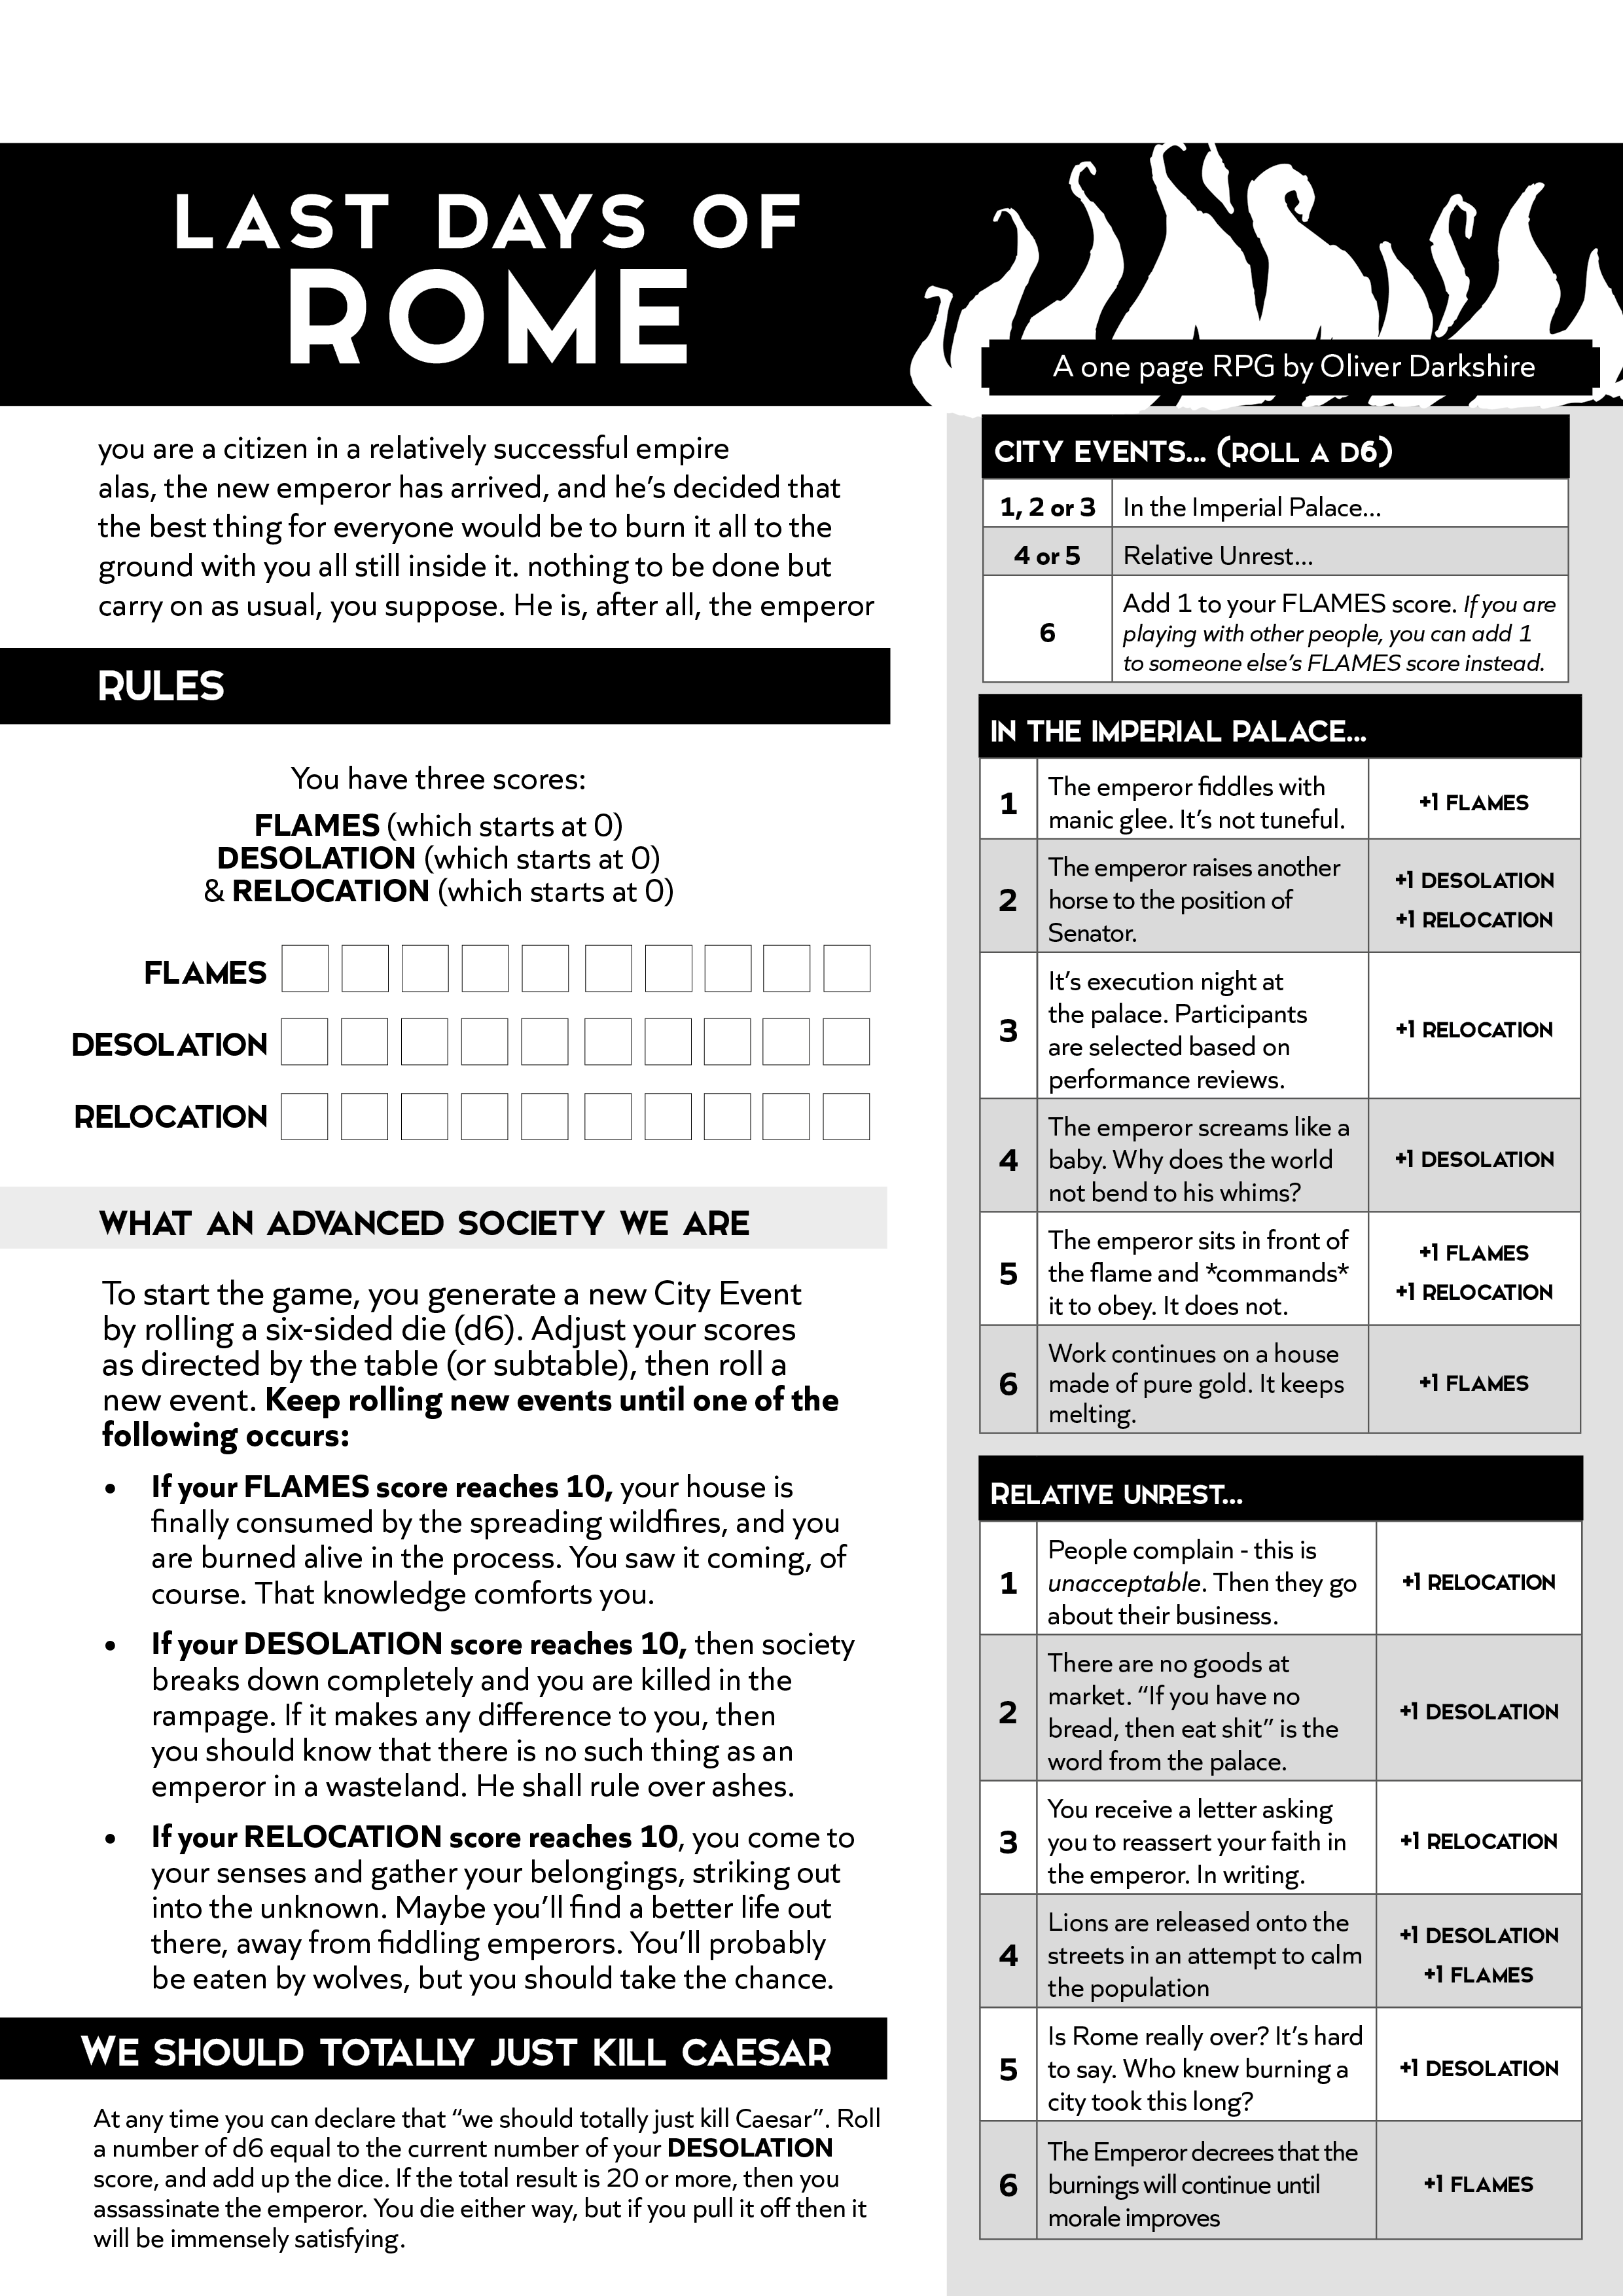 LAST DAYS OF
ROME
A one page RPG by Oliver Darkshire
you are a citizen in a relatively successful empire
alas, the new emperor has arrived, and he's decided that
the best thing for everyone would be to burn it all to the
ground with you all still inside it. nothing to be done but
carry on as usual, you suppose. He is, after all, the emperor
RULES
You have three scores:
FLAMES (which starts at 0)
DESOLATION (which starts at 0)
& RELOCATION (which starts at 0)
FLAMES
DESOLATION
RELOCATION
WHAT AN ADVANCED SOCIETY WE ARE
To start the game, you generate a new City Event
by rolling a six-sided die (d6). Adjust your scores
as directed by the table (or subtable), then roll a
new event. Keep rolling new events until one of the
following occurs:
• If your FLAMES score reaches 10, your house is
finally consumed by the spreading wildfires, and you
are burned alive in the process. You saw it coming, of
course. That knowledge comforts you.
• If your DESOLATION score reaches 10, then society
breaks down completely and you are killed in the
rampage. If it makes any difference to you, then
you should know that there is no such thing as an
emperor in a wasteland. He shall rule over ashes.
• If your RELOCATION score reaches 10, you come to
your senses and gather your belongings, striking out
into the unknown. Maybe you'll find a better life out
there, away from fiddling emperors. You'll probably
be eaten by wolves, but you should take the chance.
WE SHOULD TOTALLY JUST KILL CAESAR
At any time you can declare that “we should totally just kill Caesar”. Roll
a number of d6 equal to the current number of your DESOLATION
score, and add up the dice. If the total result is 20 or more, then you
assassinate the emperor. You die either way, but if you pull it off then it
will be immensely satisfying.
CITY EVENTS... (ROLL A D6)
1, 2 or 3 In the Imperial Palace...
4 or 5 Relative Unrest...
6
Add 1 to your FLAMES score. If you are
playing with other people, you can add 1
to someone else's FLAMES score instead.
IN THE IMPERIAL PALACE...
1
The emperor fiddles with
manic glee. It's not tuneful.
+1 FLAMES
2
The emperor raises another
horse to the position of
Senator.
+1 DESOLATION
+1 RELOCATION
3
It's execution night at
the palace. Participants
are selected based on
performance reviews.
+1 RELOCATION
4
The emperor screams like a
baby. Why does the world
not bend to his whims?
+1 DESOLATION
5
The emperor sits in front of
the flame and *commands*
it to obey. It does not.
+1 FLAMES
+1 RELOCATION
6
Work continues on a house
made of pure gold. It keeps
melting.
+1 FLAMES
RELATIVE UNREST...
1
People complain - this is
unacceptable. Then they go
about their business.
+1 RELOCATION
2
There are no goods at
market. “If you have no
bread, then eat shit” is the
word from the palace.
+1 DESOLATION
3
You receive a letter asking
you to reassert your faith in
the emperor. In writing.
+1 RELOCATION
4
Lions are released onto the
streets in an attempt to calm
the population
+1 DESOLATION
+1 FLAMES
5
Is Rome really over? It's hard
to say. Who knew burning a
city took this long?
+1 DESOLATION
6
The Emperor decrees that the
burnings will continue until
morale improves
+1 FLAMES